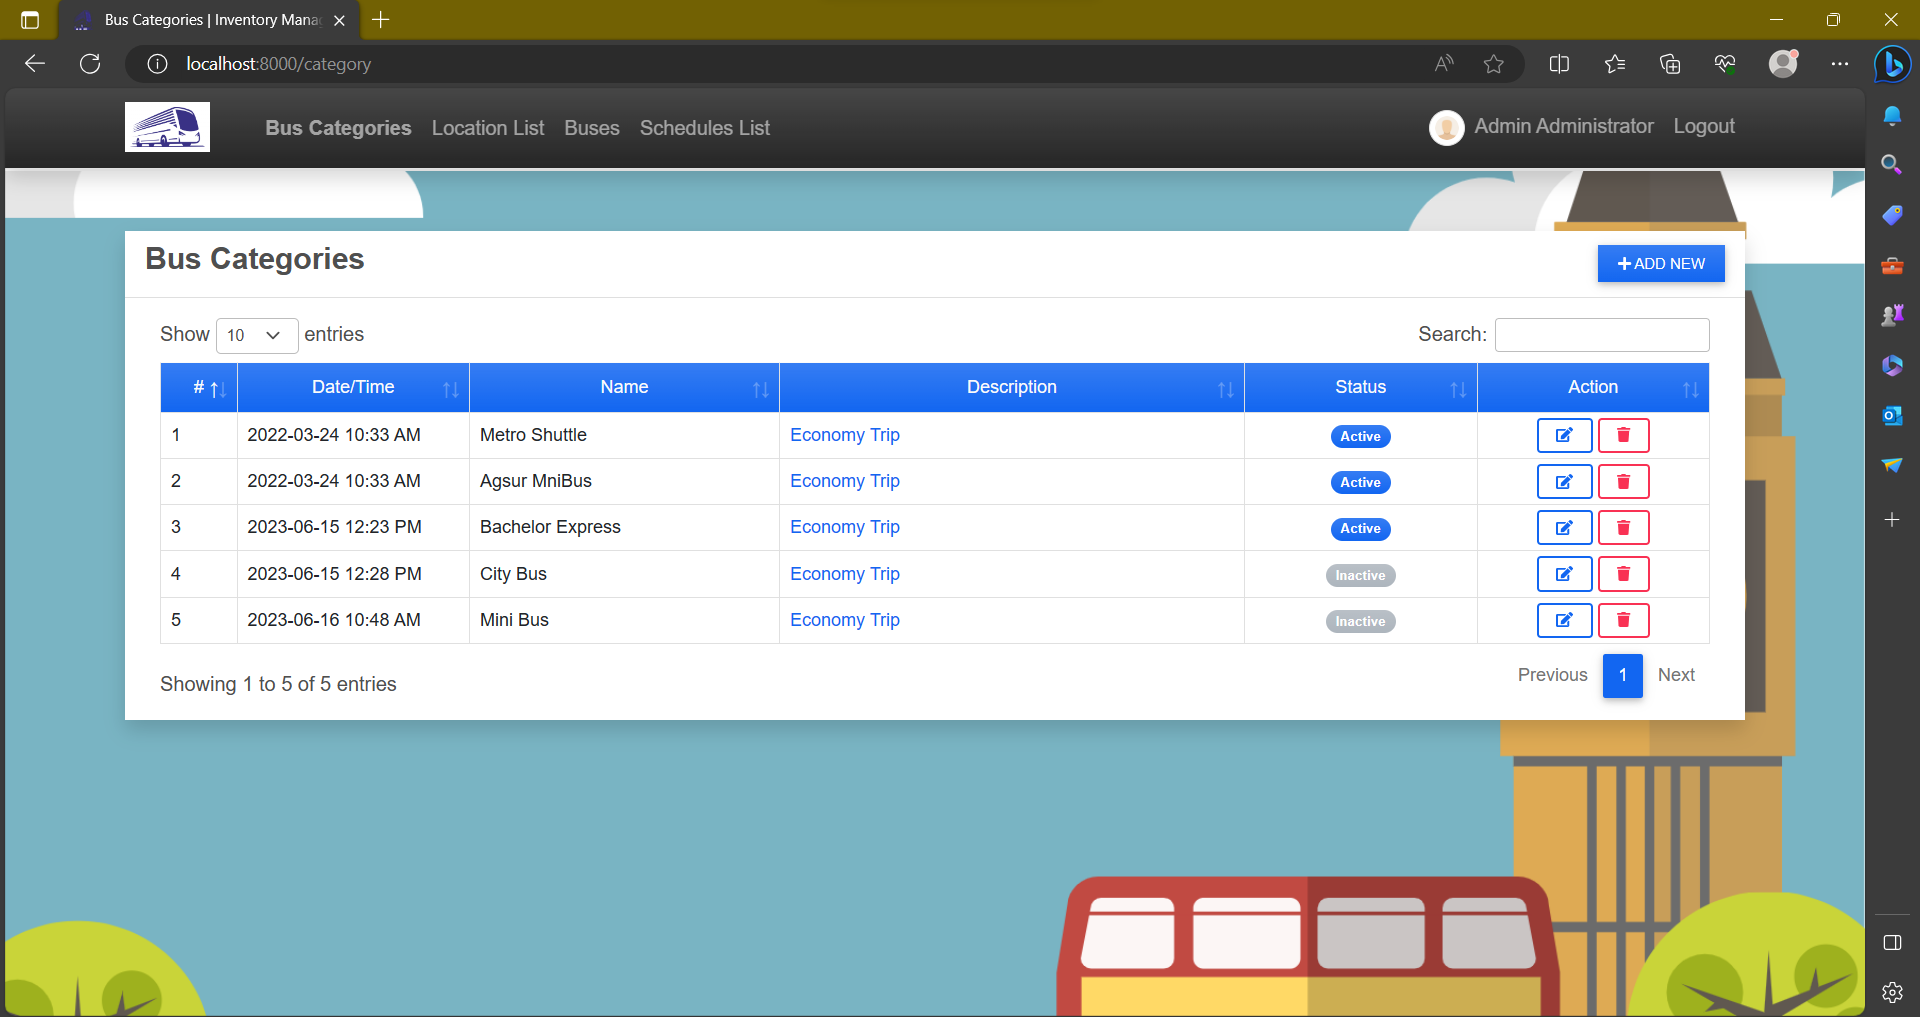 Bus Categories | Inventory Mana
localhost:8000/category
Bus Categories Location List Buses Schedules List Admin Administrator Logout
Bus Categories
ADD NEW
Show 10 entries Search:
# Date/Time Name Description Status Action
1 2022-03-24 10:33 AM Metro Shuttle Economy Trip Active
2 2022-03-24 10:33 AM Agsur MniBus Economy Trip Active
3 2023-06-15 12:23 PM Bachelor Express Economy Trip Active
4 2023-06-15 12:28 PM City Bus Economy Trip Inactive
5 2023-06-16 10:48 AM Mini Bus Economy Trip Inactive
Showing 1 to 5 of 5 entries Previous 1 Next